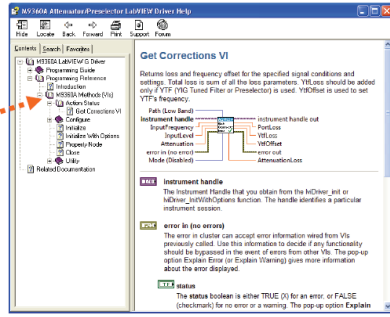 M9360A Attenuator/Preselector LabVIEW Driver Help
Hide Locate Back Forward Print Support Forum
Contents Search Favorites
M9360A LabVIEW G Driver
Programming Guide
Programming Reference
Introduction
M9360A Methods (VIs)
Action Status
Get Corrections VI
Configure
Initialize
Initialize With Options
Property Node
Close
Utility
Related Documentation
Get Corrections VI
Returns loss and frequency offset for the specified signal conditions and
settings. Total loss is sum of all the loss parameters. YtfLoss should be added
only if YTF (YIG Tuned Filter or Preselector) is used. YtfOffset is used to set
YTF's frequency.
Path (Low Band)
instrument handle instrument handle out
InputFrequency PortLoss
InputLevel YtfLoss
Attenuation YtfOffset
error in (no error) error out
Mode (Disabled) AttenuationLoss
instrument handle
The Instrument Handle that you obtain from the IviDriver_init or
IviDriver_InitWithOptions function. The handle identifies a particular
instrument session.
error in (no errors)
The error in cluster can accept error information wired from VIs
previously called. Use this information to decide if any functionality
should be bypassed in the event of errors from other VIs. The pop-up
option Explain Error (or Explain Warning) gives more information
about the error displayed.
status
The status boolean is either TRUE (X) for an error, or FALSE
(checkmark) for no error or a warning. The pop-up option Explain